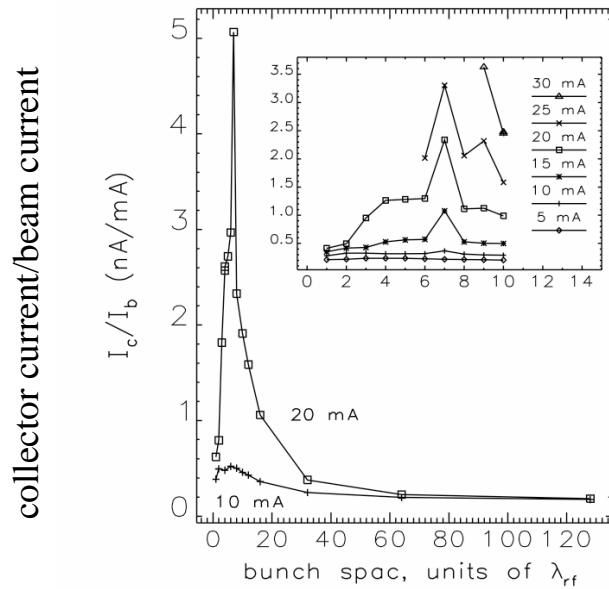 collector current/beam current
I_c/I_b (nA/mA)
5
4
3
2
1
0
0 20 40 60 80 100 120
bunch spac, units of λ_rf
20 mA
10 mA
3.5
3.0
2.5
2.0
1.5
1.0
0.5
0 2 4 6 8 10 12 14
30 mA
25 mA
20 mA
15 mA
10 mA
5 mA